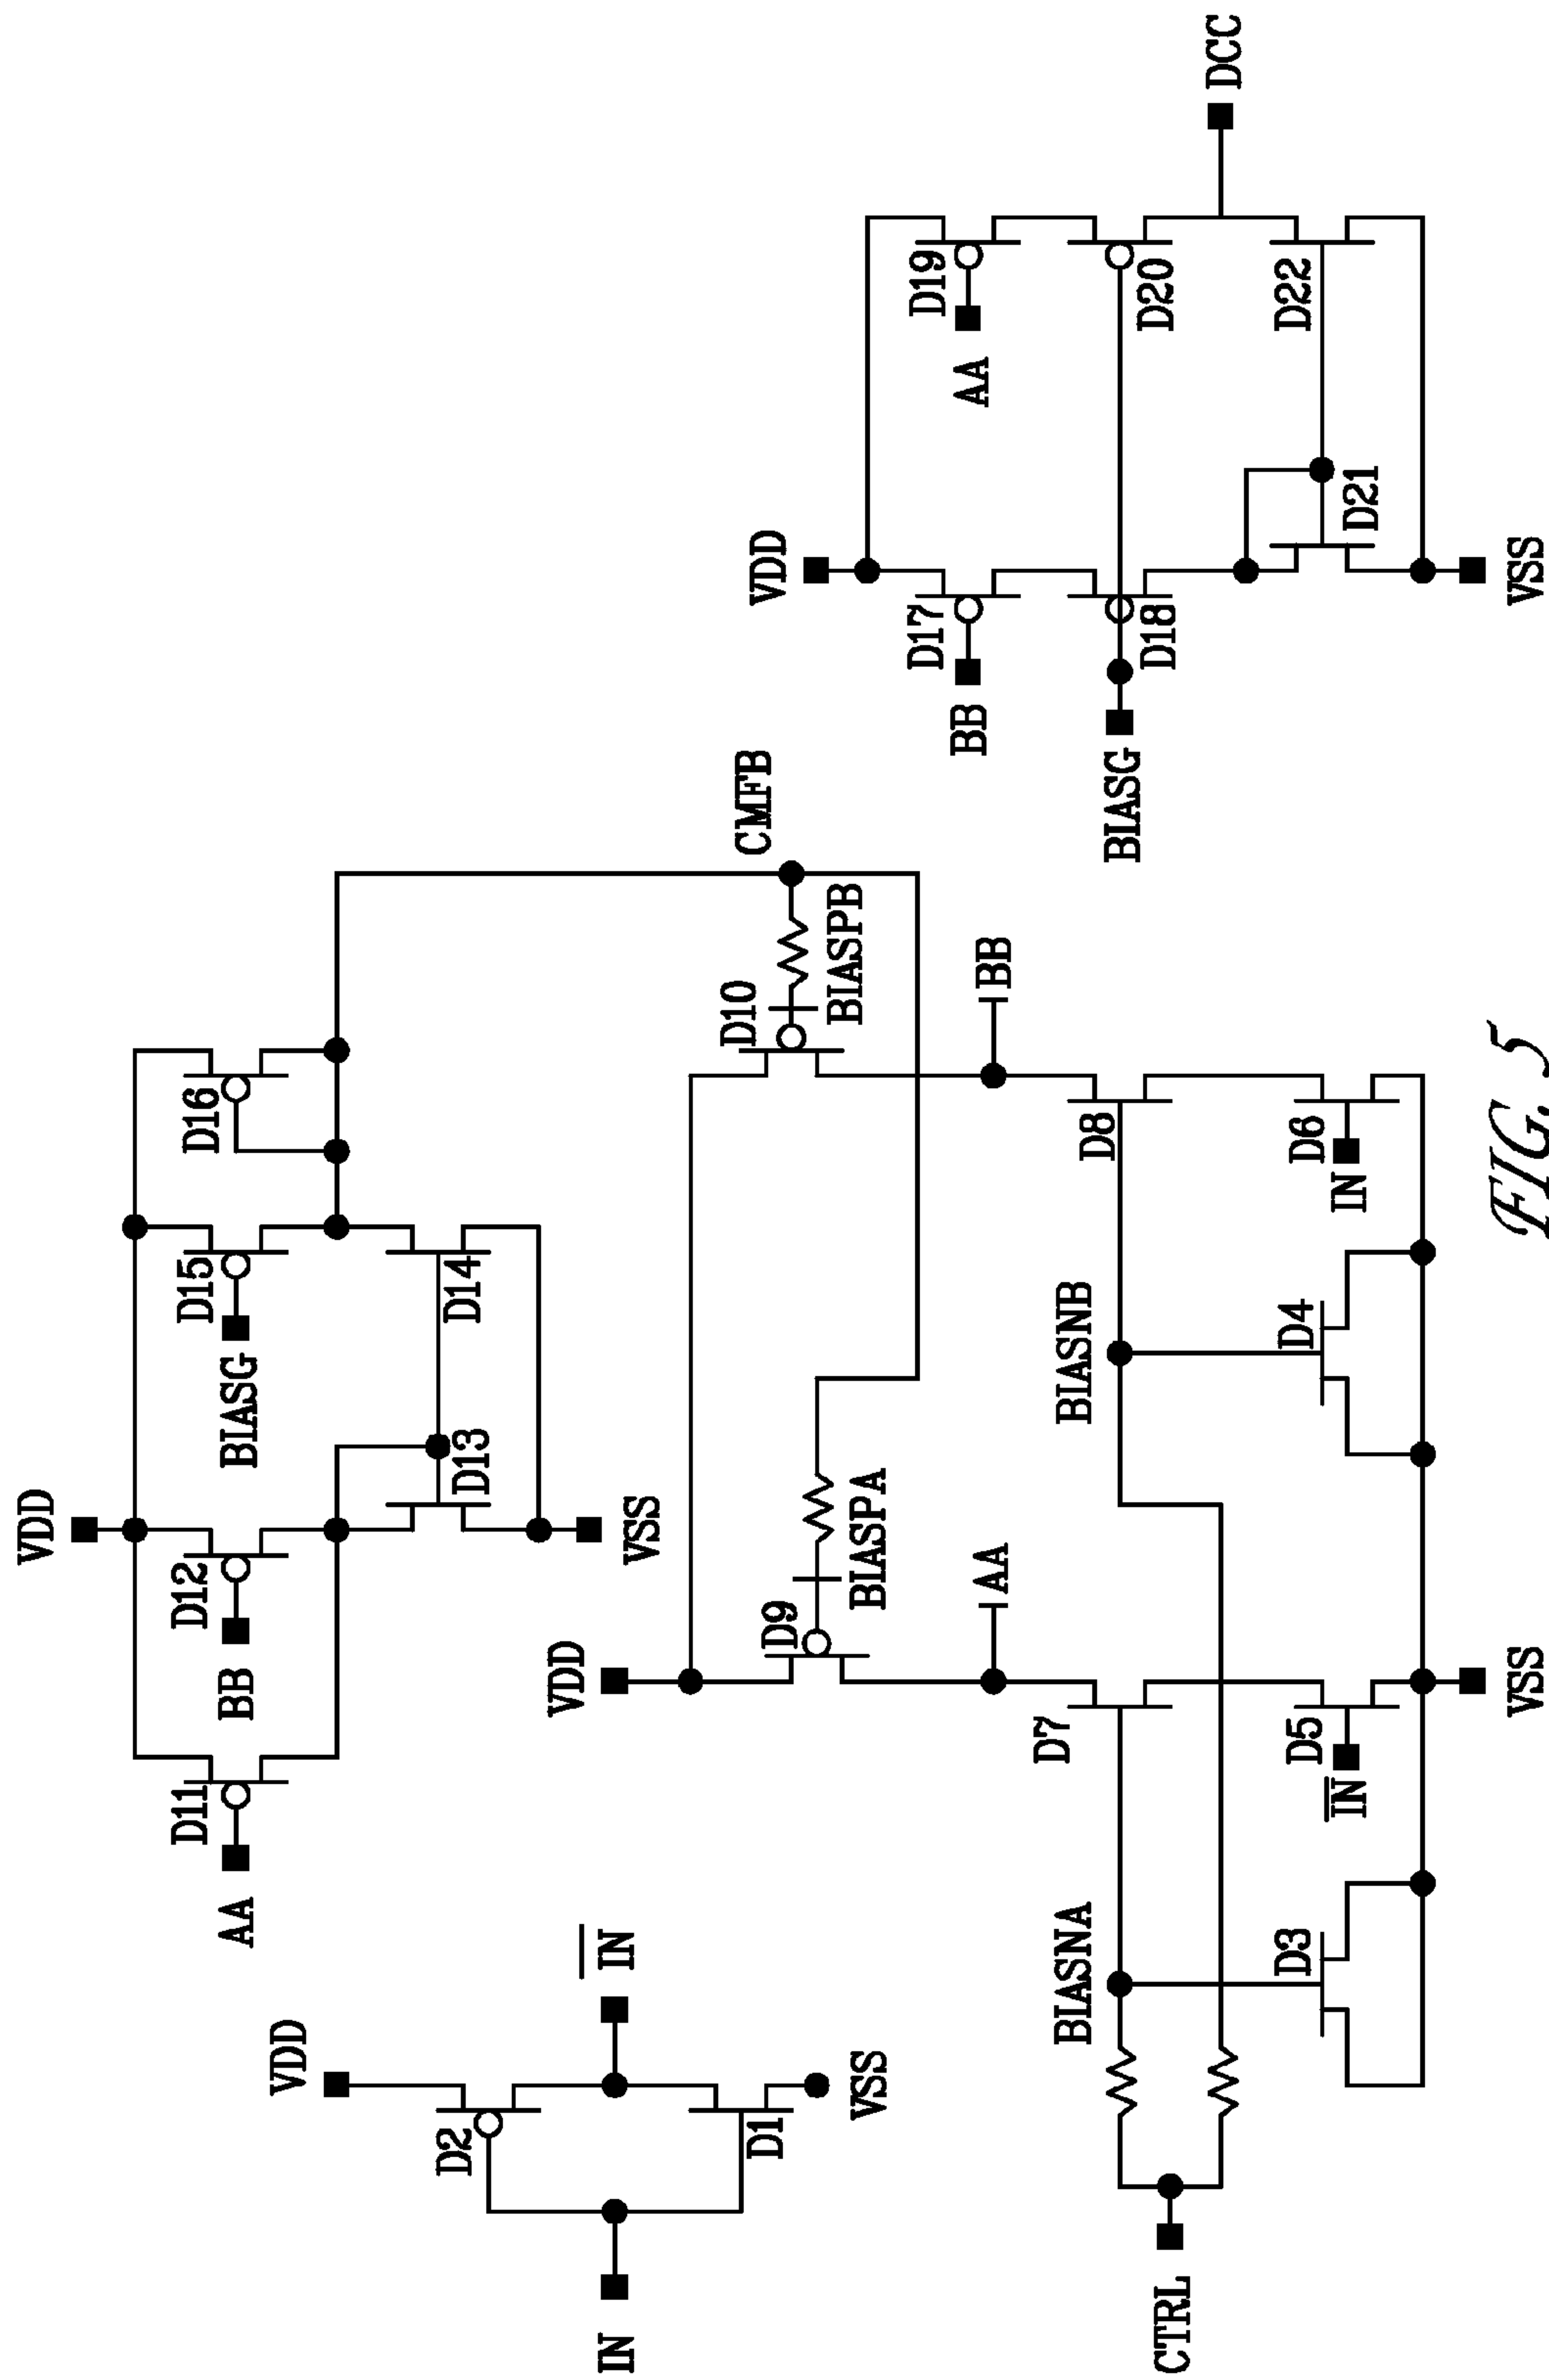 IN
VDD
D2
D1
VSS
IN
AA
D11
VDD
BB
D12
D13
VSS
BIASG
D15
D14
D16
CMFB
VDD
D9
BIASPA
D10
BIASPB
AA
BB
CTRL
BIASNA
D3
D7
IN
D5
VSS
BIASNB
D4
D8
IN
D6
VDD
BB
D17
BIASG
D18
D21
VSS
AA
D19
D20
D22
DCC
FIG. 5